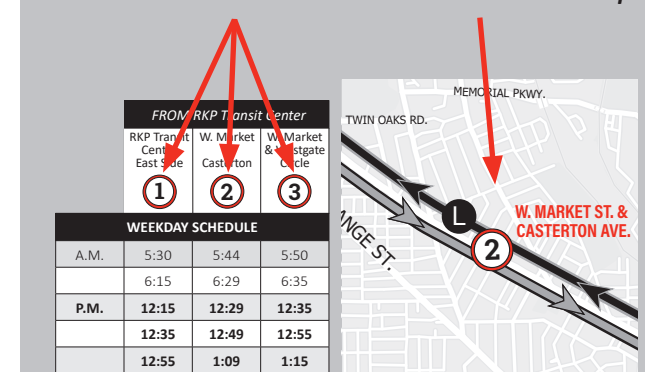 FROM RKP Transit Center
RKP Transit Center East Side
W. Market Casterton
W. Market & Westgate Circle
1 2 3
WEEKDAY SCHEDULE
A.M. 5:30 5:44 5:50
6:15 6:29 6:35
P.M. 12:15 12:29 12:35
12:35 12:49 12:55
12:55 1:09 1:15
MEMORIAL PKWY.
TWIN OAKS RD.
L
W. MARKET ST. &
CASTERTON AVE.
2
ANGE ST.